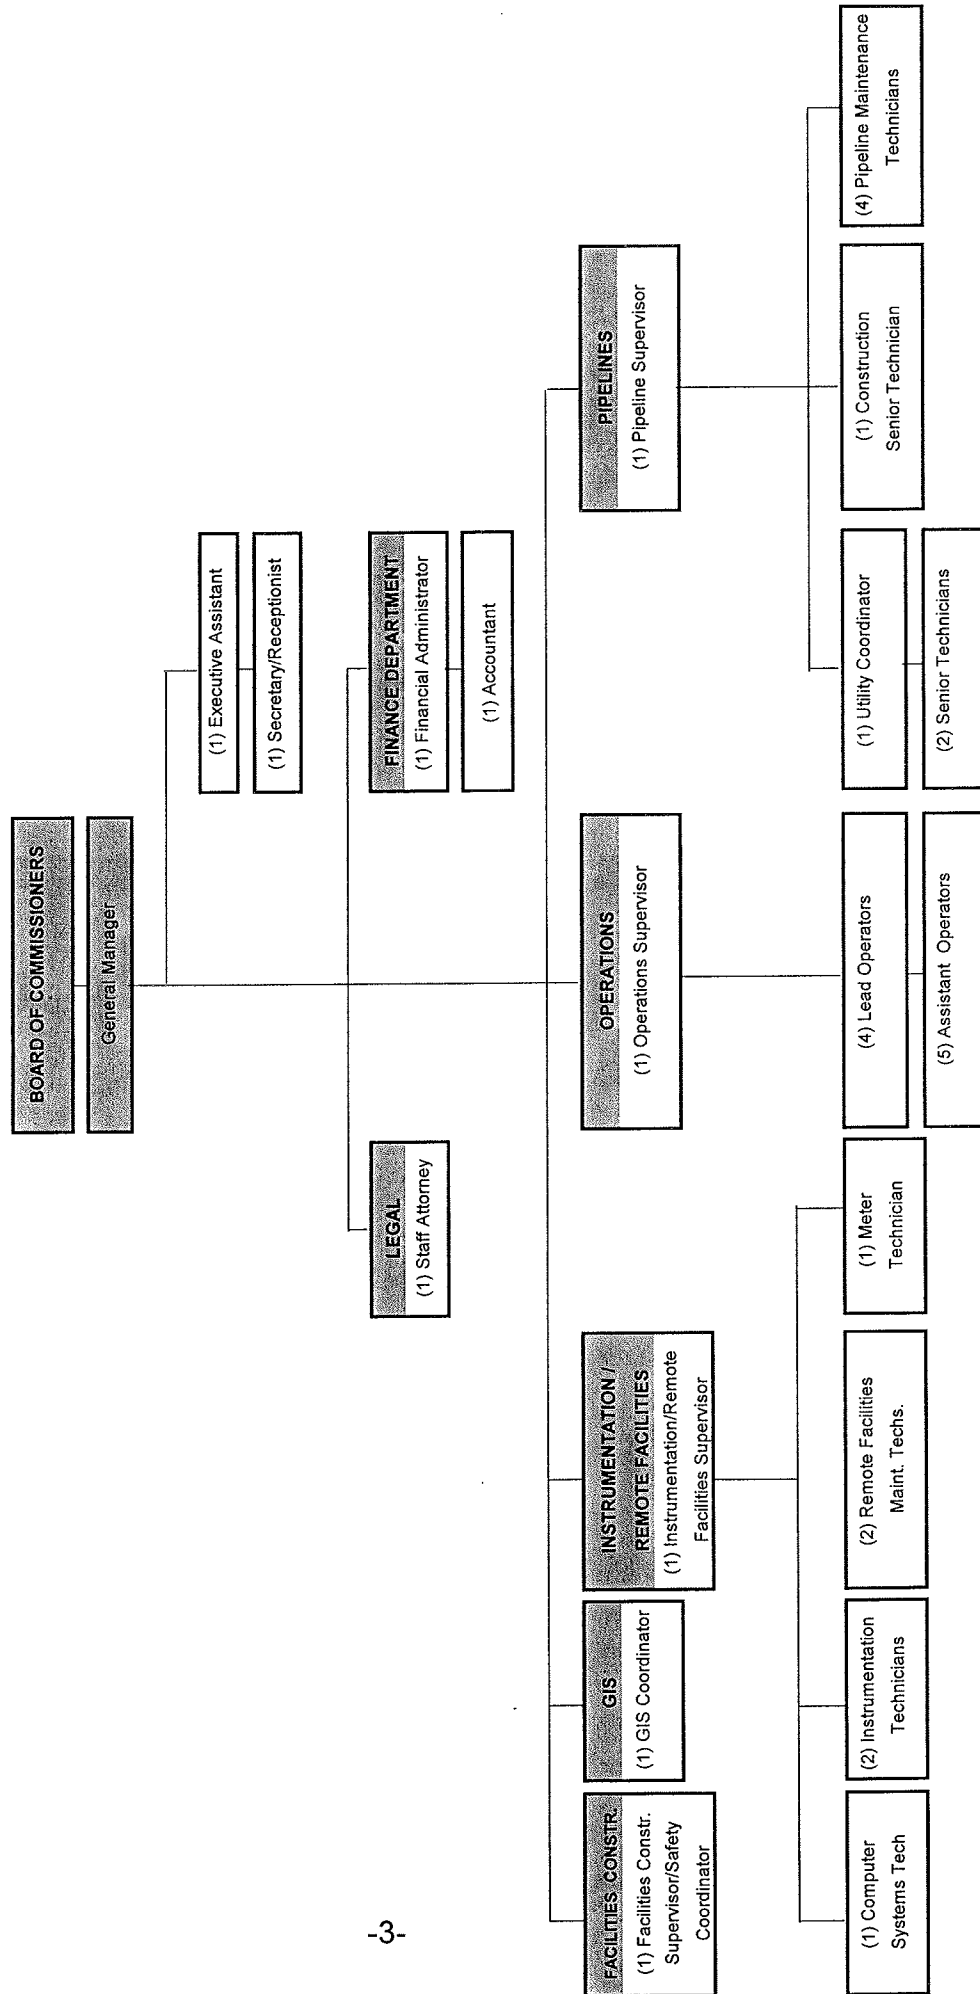 BOARD OF COMMISSIONERS
General Manager
(1) Executive Assistant
(1) Secretary/Receptionist
LEGAL
(1) Staff Attorney
FINANCE DEPARTMENT
(1) Financial Administrator
(1) Accountant
FACILITIES CONSTR.
(1) Facilities Constr.
Supervisor/Safety
Coordinator
GIS
(1) GIS Coordinator
INSTRUMENTATION /
REMOTE FACILITIES
(1) Instrumentation/Remote
Facilities Supervisor
OPERATIONS
(1) Operations Supervisor
PIPELINES
(1) Pipeline Supervisor
(1) Computer
Systems Tech
(2) Instrumentation
Technicians
(2) Remote Facilities
Maint. Techs.
(1) Meter
Technician
(4) Lead Operators
(5) Assistant Operators
(1) Utility Coordinator
(2) Senior Technicians
(1) Construction
Senior Technician
(4) Pipeline Maintenance
Technicians
-3-